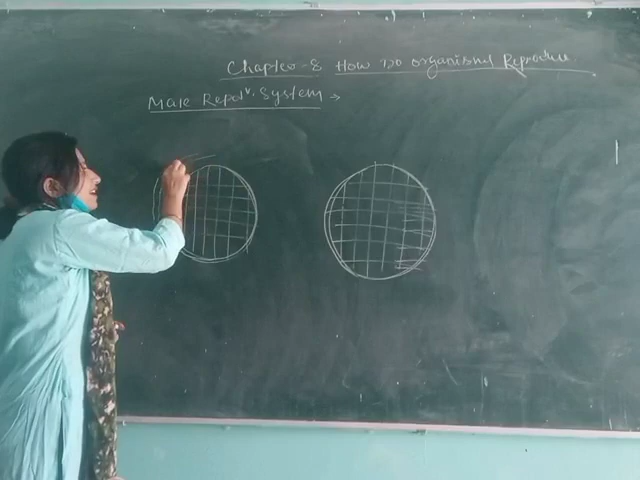 Chapter-8 How Do organisms Reproduce.
Male Repd v. System →